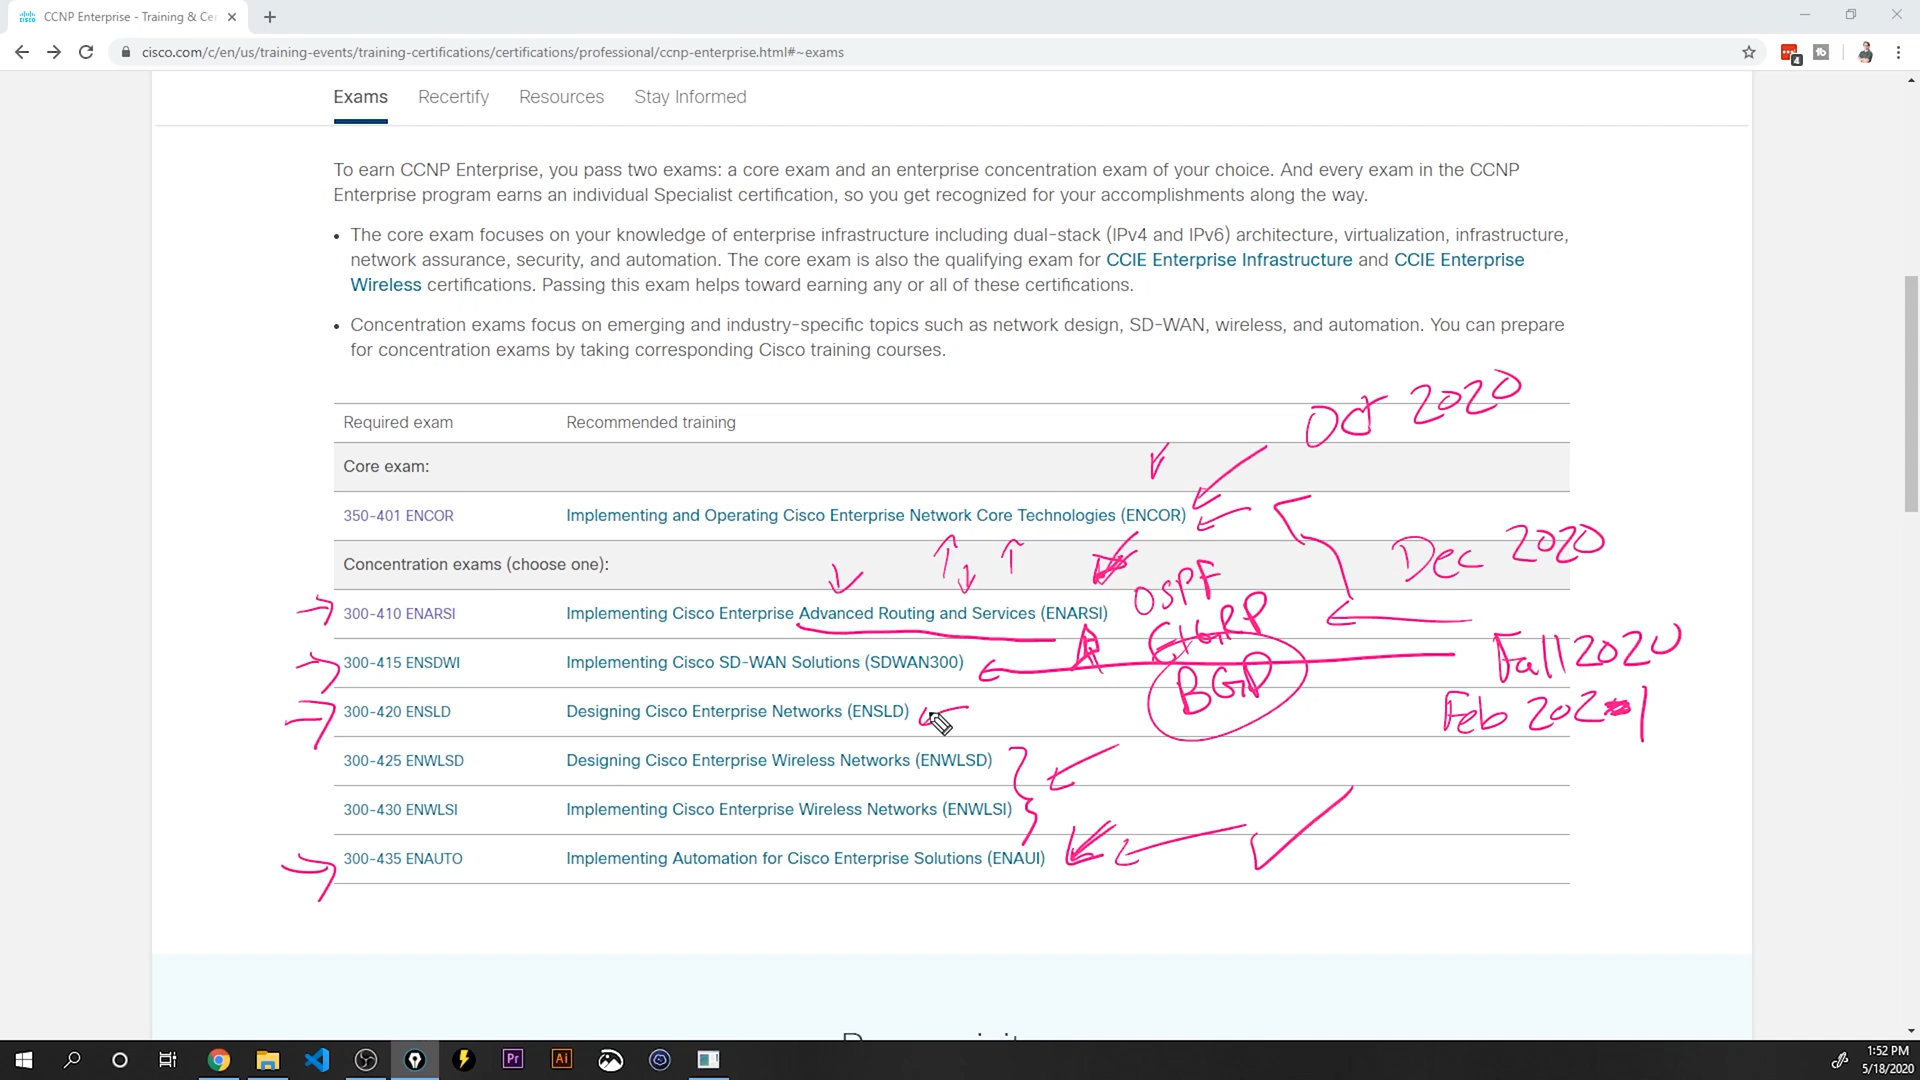 CCNP Enterprise - Training & Cer
cisco.com/c/en/us/training-events/training-certifications/certifications/professional/ccnp-enterprise.html#~exams
Exams Recertify Resources Stay Informed
To earn CCNP Enterprise, you pass two exams: a core exam and an enterprise concentration exam of your choice. And every exam in the CCNP
Enterprise program earns an individual Specialist certification, so you get recognized for your accomplishments along the way.
• The core exam focuses on your knowledge of enterprise infrastructure including dual-stack (IPv4 and IPv6) architecture, virtualization, infrastructure,
network assurance, security, and automation. The core exam is also the qualifying exam for CCIE Enterprise Infrastructure and CCIE Enterprise
Wireless certifications. Passing this exam helps toward earning any or all of these certifications.
• Concentration exams focus on emerging and industry-specific topics such as network design, SD-WAN, wireless, and automation. You can prepare
for concentration exams by taking corresponding Cisco training courses.
Oct 2020
Required exam Recommended training
Core exam:
350-401 ENCOR Implementing and Operating Cisco Enterprise Network Core Technologies (ENCOR)
Dec 2020
Concentration exams (choose one):
OSPF
300-410 ENARSI Implementing Cisco Enterprise Advanced Routing and Services (ENARSI)
EIGRP
Fall 2020
300-415 ENSDWI Implementing Cisco SD-WAN Solutions (SDWAN300)
BGP
Feb 2021
300-420 ENSLD Designing Cisco Enterprise Networks (ENSLD)
300-425 ENWLSD Designing Cisco Enterprise Wireless Networks (ENWLSD)
300-430 ENWLSI Implementing Cisco Enterprise Wireless Networks (ENWLSI)
300-435 ENAUTO Implementing Automation for Cisco Enterprise Solutions (ENAUI)
Pr
Ai
1:52 PM
5/18/2020